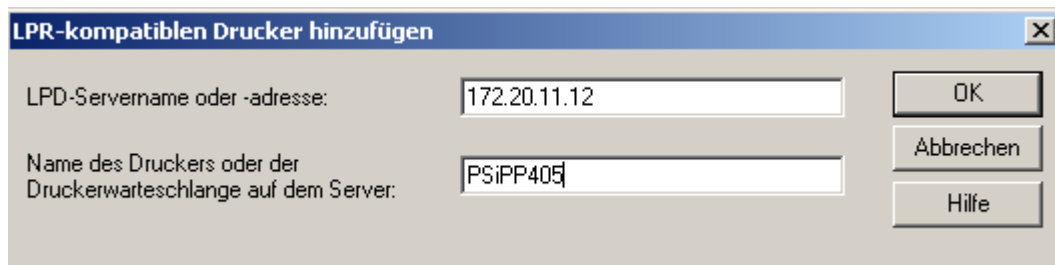 LPR-kompatiblen Drucker hinzufügen
LPD-Servername oder -adresse:
172.20.11.12
OK
Abbrechen
Name des Druckers oder der
Druckerwarteschlange auf dem Server:
PSiPP405
Hilfe